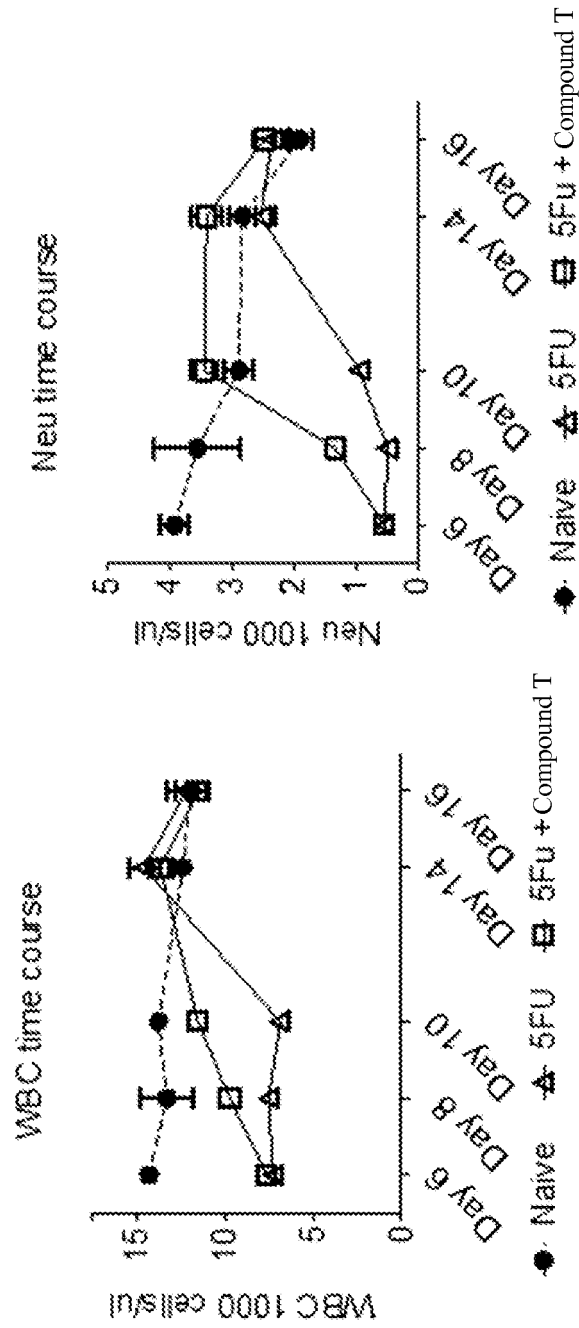 WBC time course
WBC 1000 cells/ul
15
10
5
0
Day 6
Day 8
Day 10
Day 14
Day 16
Naive
5FU
5Fu + Compound T
Neu time course
Neu 1000 cells/ul
5
4
3
2
1
0
Day 6
Day 8
Day 10
Day 14
Day 16
Naive
5FU
5Fu + Compound T